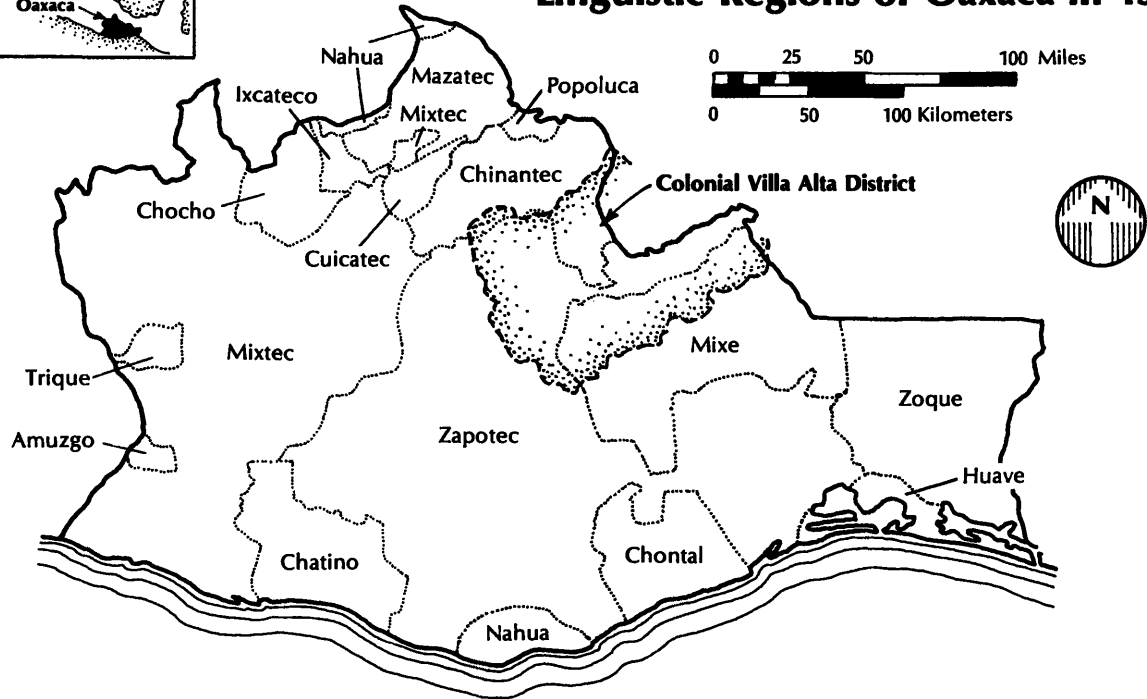 Linguistic Regions of Oaxaca in
Oaxaca
0 25 50 100 Miles
0 50 100 Kilometers
Nahua
Mazatec
Ixcateco
Mixtec
Popoluca
Chinantec
Colonial Villa Alta District
Chocho
N
Cuicatec
Mixtec
Mixe
Trique
Zoque
Amuzgo
Zapotec
Huave
Chatino
Chontal
Nahua